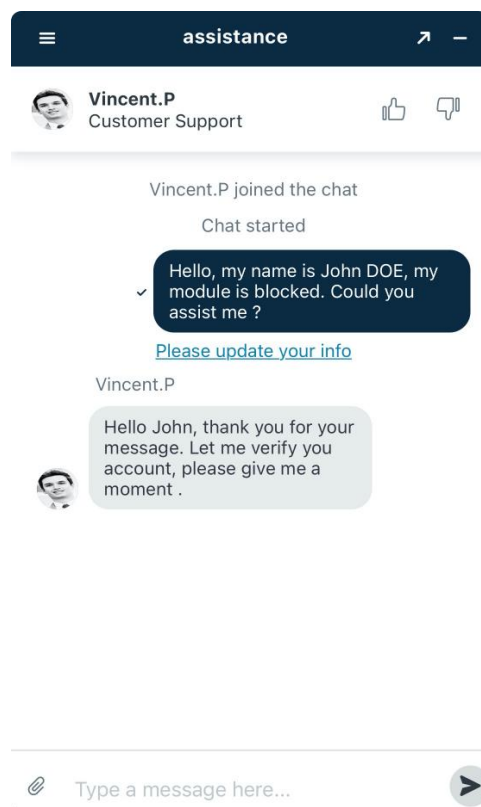 assistance
Vincent.P
Customer Support
Vincent.P joined the chat
Chat started
Hello, my name is John DOE, my
module is blocked. Could you
assist me ?
Please update your info
Vincent.P
Hello John, thank you for your
message. Let me verify you
account, please give me a
moment .
Type a message here...